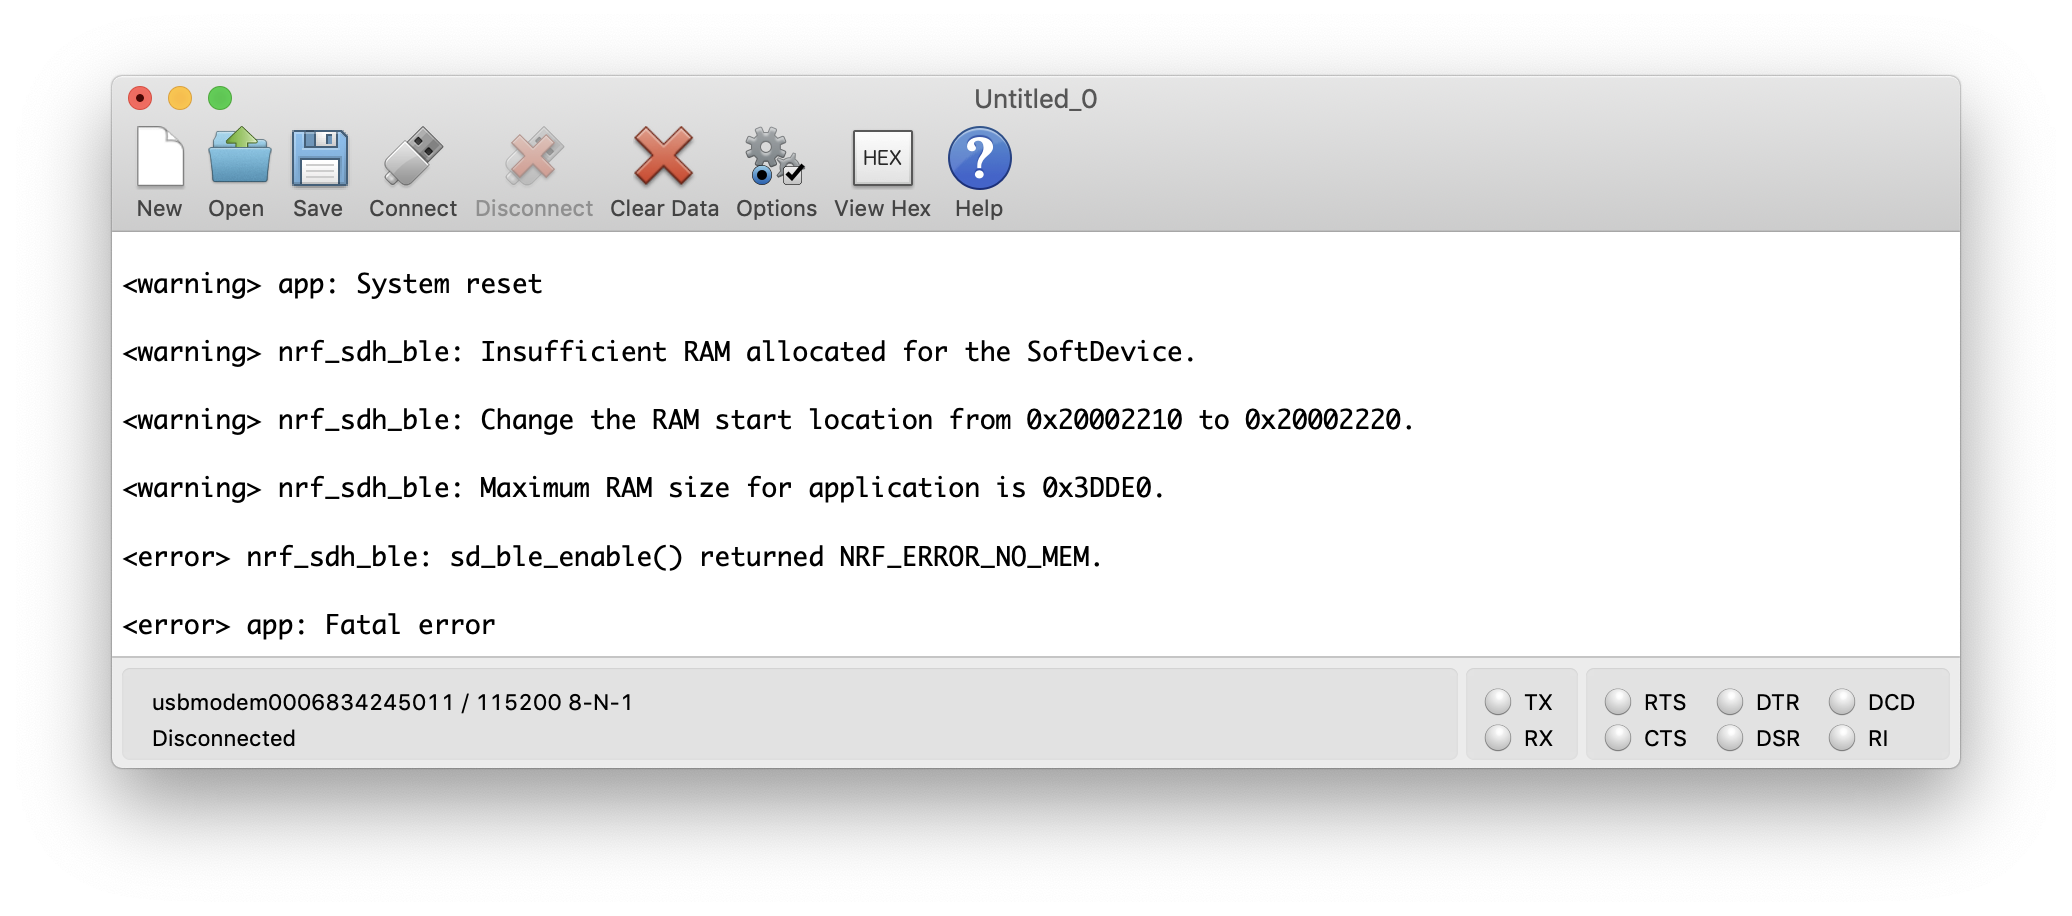 Untitled_0
HEX
New Open Save Connect Disconnect Clear Data Options View Hex Help
<warning> app: System reset
<warning> nrf_sdh_ble: Insufficient RAM allocated for the SoftDevice.
<warning> nrf_sdh_ble: Change the RAM start location from 0x20002210 to 0x20002220.
<warning> nrf_sdh_ble: Maximum RAM size for application is 0x3DDE0.
<error> nrf_sdh_ble: sd_ble_enable() returned NRF_ERROR_NO_MEM.
<error> app: Fatal error
usbmodem0006834245011 / 115200 8-N-1
Disconnected
TX RTS DTR DCD
RX CTS DSR RI